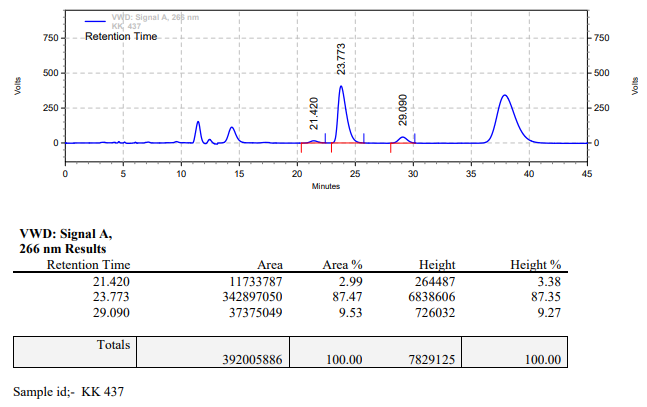 VWD: Signal A, 266 nm
KK 437
Retention Time
750
500
250
0
Volts
21.420
23.773
29.090
750
500
250
0
Volts
0 5 10 15 20 25 30 35 40 45
Minutes
VWD: Signal A,
266 nm Results
Retention Time Area Area % Height Height %
21.420 11733787 2.99 264487 3.38
23.773 342897050 87.47 6838606 87.35
29.090 37375049 9.53 726032 9.27
Totals
392005886 100.00 7829125 100.00
Sample id;- KK 437